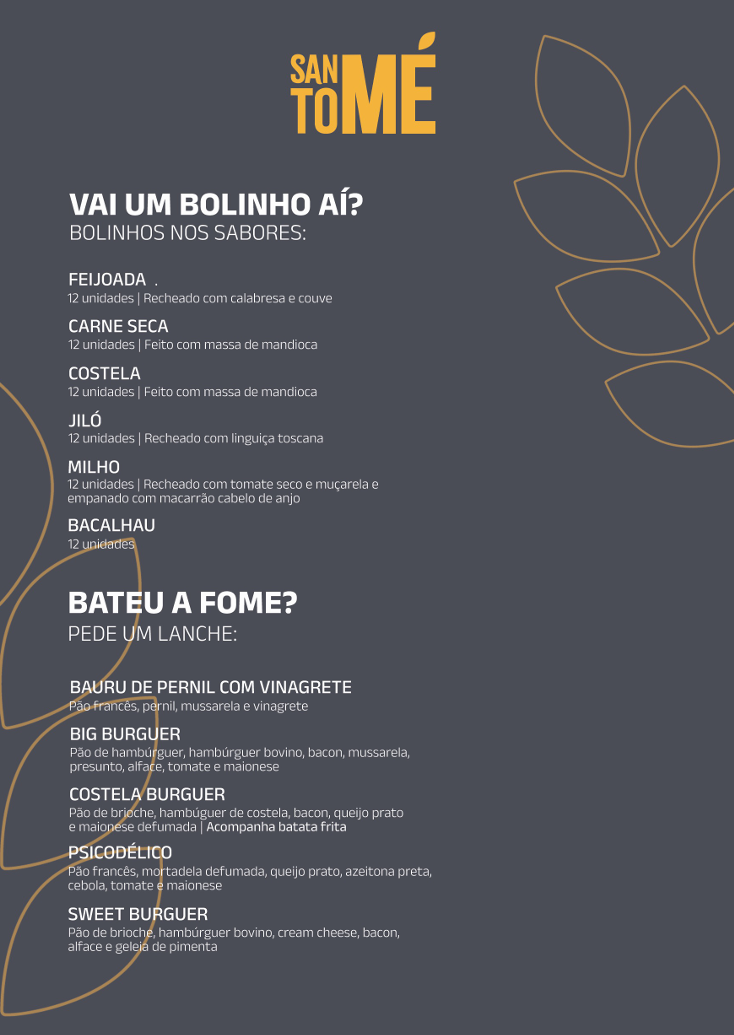 SAN
TOMÉ
VAI UM BOLINHO AÍ?
BOLINHOS NOS SABORES:
FEIJOADA .
12 unidades | Recheado com calabresa e couve
CARNE SECA
12 unidades | Feito com massa de mandioca
COSTELA
12 unidades | Feito com massa de mandioca
JILÓ
12 unidades | Recheado com linguiça toscana
MILHO
12 unidades | Recheado com tomate seco e muçarela e
empanado com macarrão cabelo de anjo
BACALHAU
12 unidades
BATEU A FOME?
PEDE UM LANCHE:
BAURU DE PERNIL COM VINAGRETE
Pão francês, pernil, mussarela e vinagrete
BIG BURGUER
Pão de hambúrguer, hambúrguer bovino, bacon, mussarela,
presunto, alface, tomate e maionese
COSTELA BURGUER
Pão de brioche, hambúguer de costela, bacon, queijo prato
e maionese defumada | Acompanha batata frita
PSICODÉLICO
Pão francês, mortadela defumada, queijo prato, azeitona preta,
cebola, tomate e maionese
SWEET BURGUER
Pão de brioche, hambúrguer bovino, cream cheese, bacon,
alface e geleia de pimenta